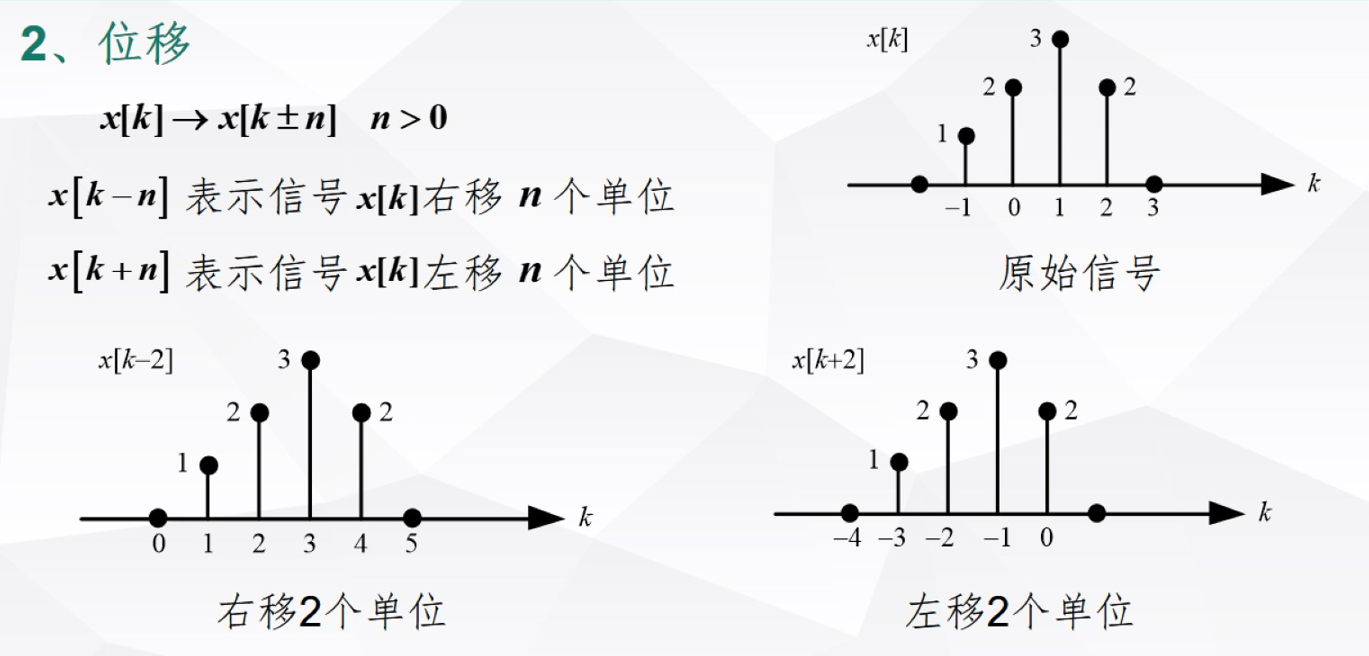 2、位移
x[k]→x[k±n] n>0
x[k−n] 表示信号x[k]右移 n 个单位
x[k+n] 表示信号x[k]左移 n 个单位
x[k]
3
2
2
1
k
−1 0 1 2 3
原始信号
x[k−2]
3
2
2
1
k
0 1 2 3 4 5
右移2个单位
x[k+2]
3
2
2
1
k
−4 −3 −2 −1 0
左移2个单位